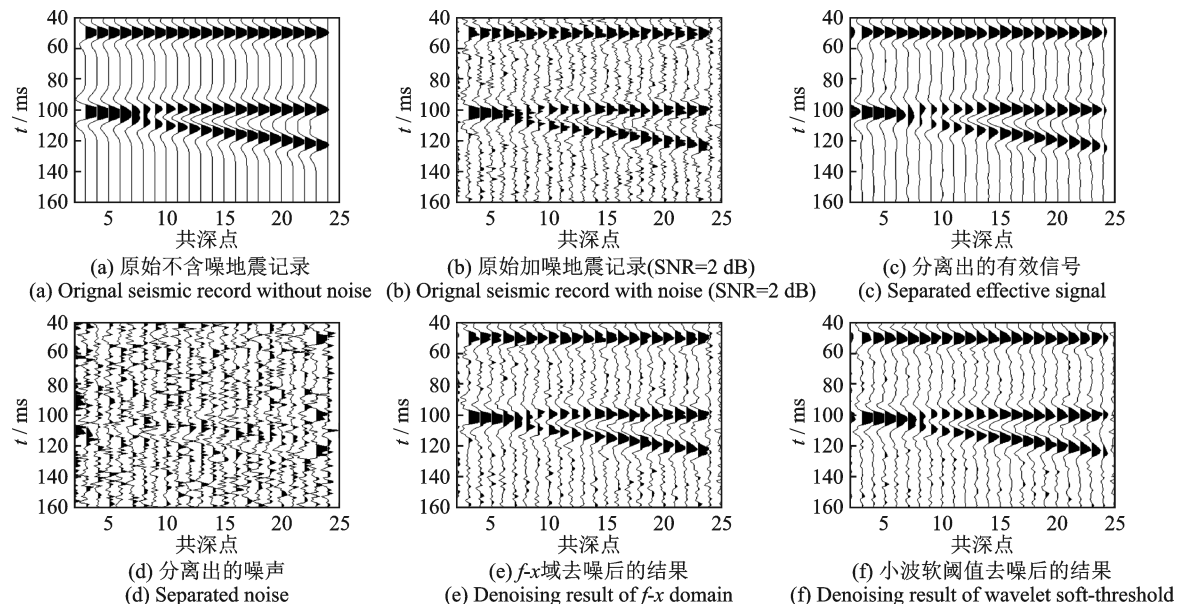 40
60
80
100
120
140
160
t / ms
5 10 15 20 25
共深点
(a) 原始不含噪地震记录
(a) Orignal seismic record without noise
40
60
80
100
120
140
160
t / ms
5 10 15 20 25
共深点
(b) 原始加噪地震记录(SNR=2 dB)
(b) Orignal seismic record with noise (SNR=2 dB)
40
60
80
100
120
140
160
t / ms
5 10 15 20 25
共深点
(c) 分离出的有效信号
(c) Separated effective signal
40
60
80
100
120
140
160
t / ms
5 10 15 20 25
共深点
(d) 分离出的噪声
(d) Separated noise
40
60
80
100
120
140
160
t / ms
5 10 15 20 25
共深点
(e) f-x域去噪后的结果
(e) Denoising result of f-x domain
40
60
80
100
120
140
160
t / ms
5 10 15 20 25
共深点
(f) 小波软阈值去噪后的结果
(f) Denoising result of wavelet soft-threshold